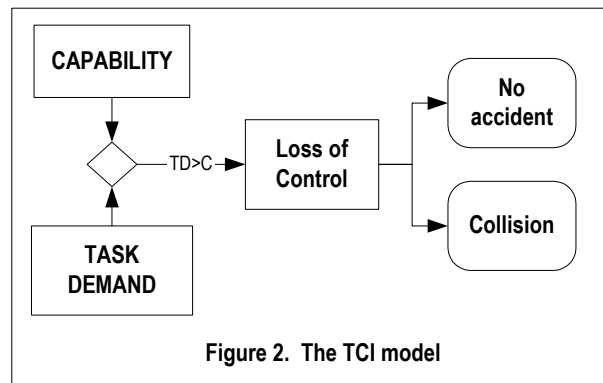 CAPABILITY
TASK
DEMAND
TD>C
Loss of
Control
No
accident
Collision
Figure 2. The TCI model